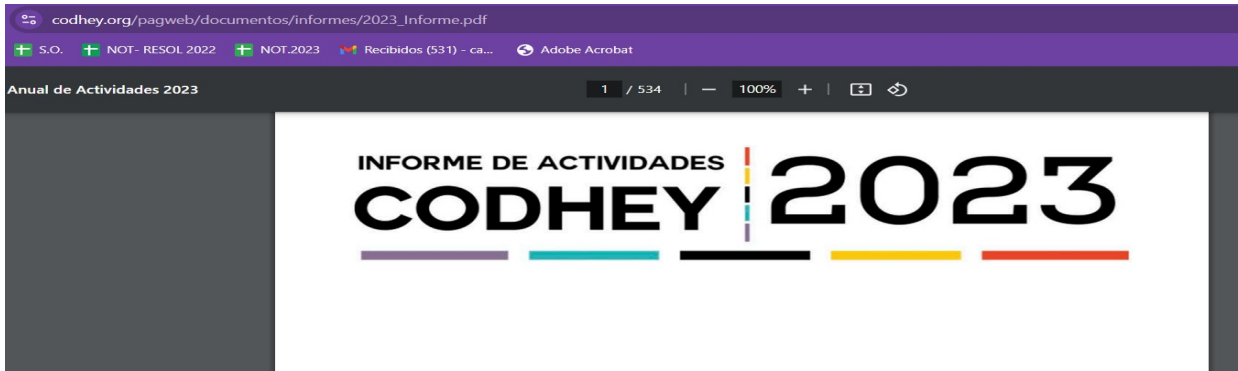 codhey.org/pagweb/documentos/informes/2023_Informe.pdf
S.O. NOT- RESOL 2022 NOT.2023 Recibidos (531) - ca... Adobe Acrobat
Anual de Actividades 2023 1 / 534 | — 100% + |
INFORME DE ACTIVIDADES
CODHEY 2023